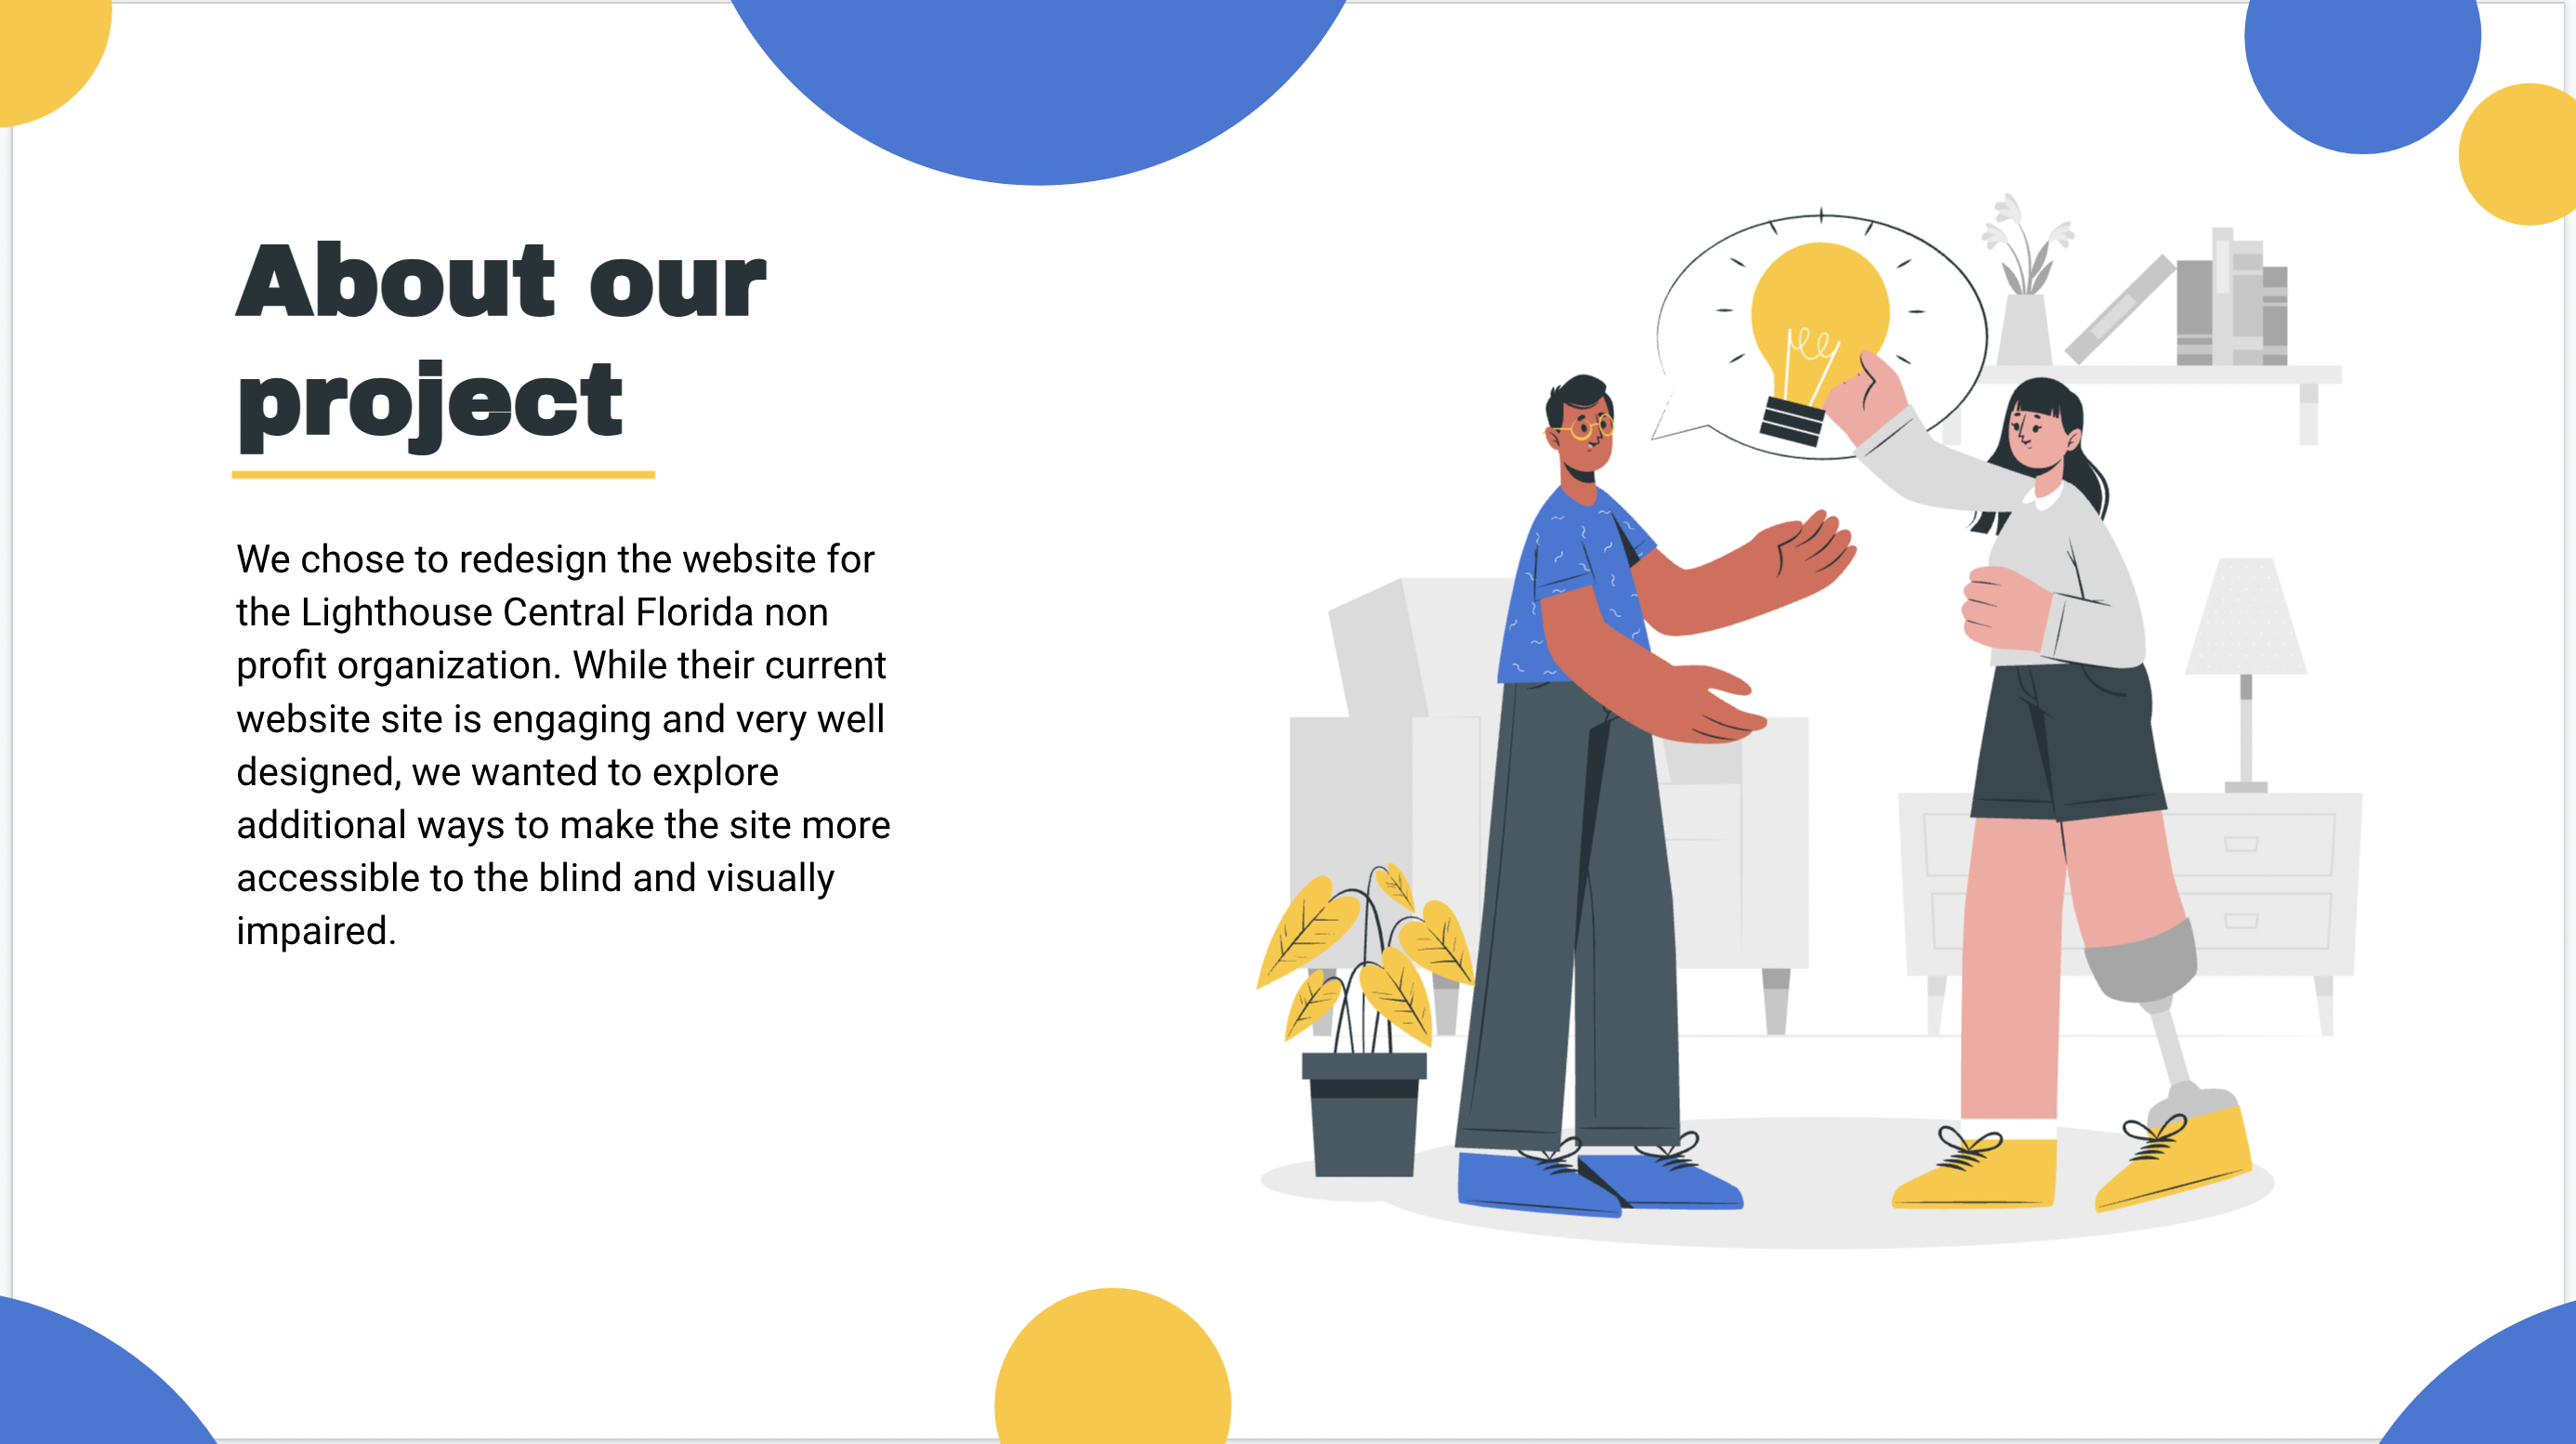 About our
project
We chose to redesign the website for
the Lighthouse Central Florida non
profit organization. While their current
website site is engaging and very well
designed, we wanted to explore
additional ways to make the site more
accessible to the blind and visually
impaired.